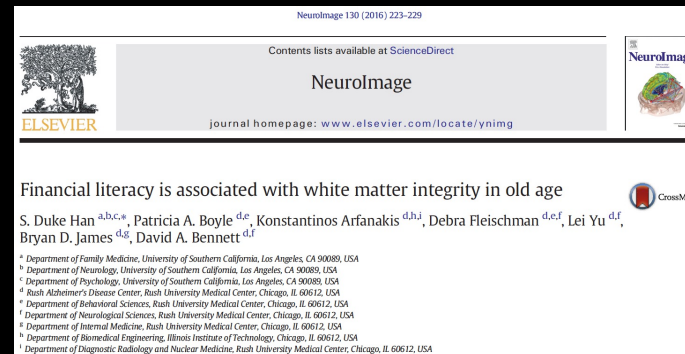 NeuroImage 130 (2016) 223–229
Contents lists available at ScienceDirect
NeuroImage
journal homepage: www.elsevier.com/locate/ynimg
ELSEVIER
NeuroImag
Financial literacy is associated with white matter integrity in old age
CrossM
S. Duke Han a,b,c,*, Patricia A. Boyle d,e, Konstantinos Arfanakis d,h,i, Debra Fleischman d,e,f, Lei Yu d,f,
Bryan D. James d,g, David A. Bennett d,f
a Department of Family Medicine, University of Southern California, Los Angeles, CA 90089, USA
b Department of Neurology, University of Southern California, Los Angeles, CA 90089, USA
c Department of Psychology, University of Southern California, Los Angeles, CA 90089, USA
d Rush Alzheimer's Disease Center, Rush University Medical Center, Chicago, IL 60612, USA
e Department of Behavioral Sciences, Rush University Medical Center, Chicago, IL 60612, USA
f Department of Neurological Sciences, Rush University Medical Center, Chicago, IL 60612, USA
g Department of Internal Medicine, Rush University Medical Center, Chicago, IL 60612, USA
h Department of Biomedical Engineering, Illinois Institute of Technology, Chicago, IL 60612, USA
i Department of Diagnostic Radiology and Nuclear Medicine, Rush University Medical Center, Chicago, IL 60612, USA